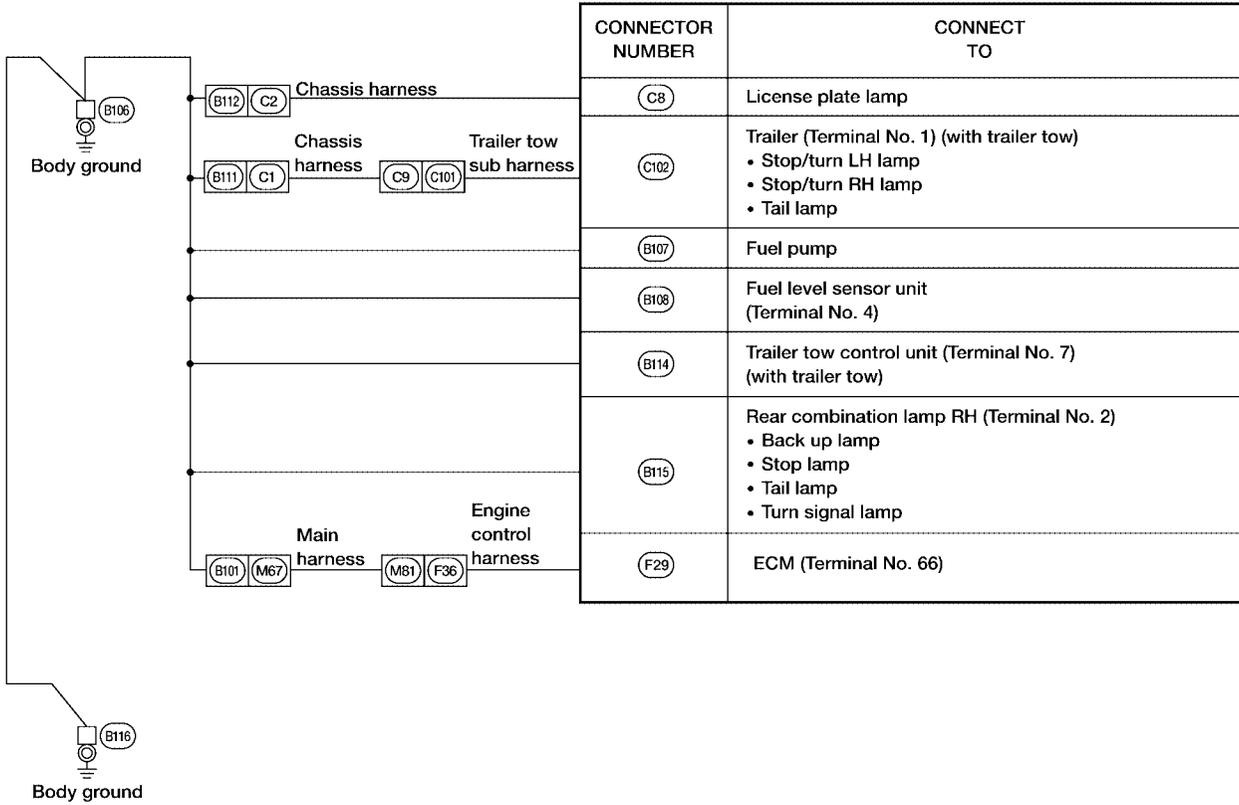 CONNECTOR NUMBER
CONNECT TO
B106
Body ground
B112 C2 Chassis harness
C8
License plate lamp
B111 C1
Chassis harness
C9 C101
Trailer tow sub harness
C102
Trailer (Terminal No. 1) (with trailer tow)
• Stop/turn LH lamp
• Stop/turn RH lamp
• Tail lamp
B107
Fuel pump
B108
Fuel level sensor unit
(Terminal No. 4)
B114
Trailer tow control unit (Terminal No. 7)
(with trailer tow)
B115
Rear combination lamp RH (Terminal No. 2)
• Back up lamp
• Stop lamp
• Tail lamp
• Turn signal lamp
B101 M67
Main
harness
M81 F36
Engine
control
harness
F29
ECM (Terminal No. 66)
B116
Body ground